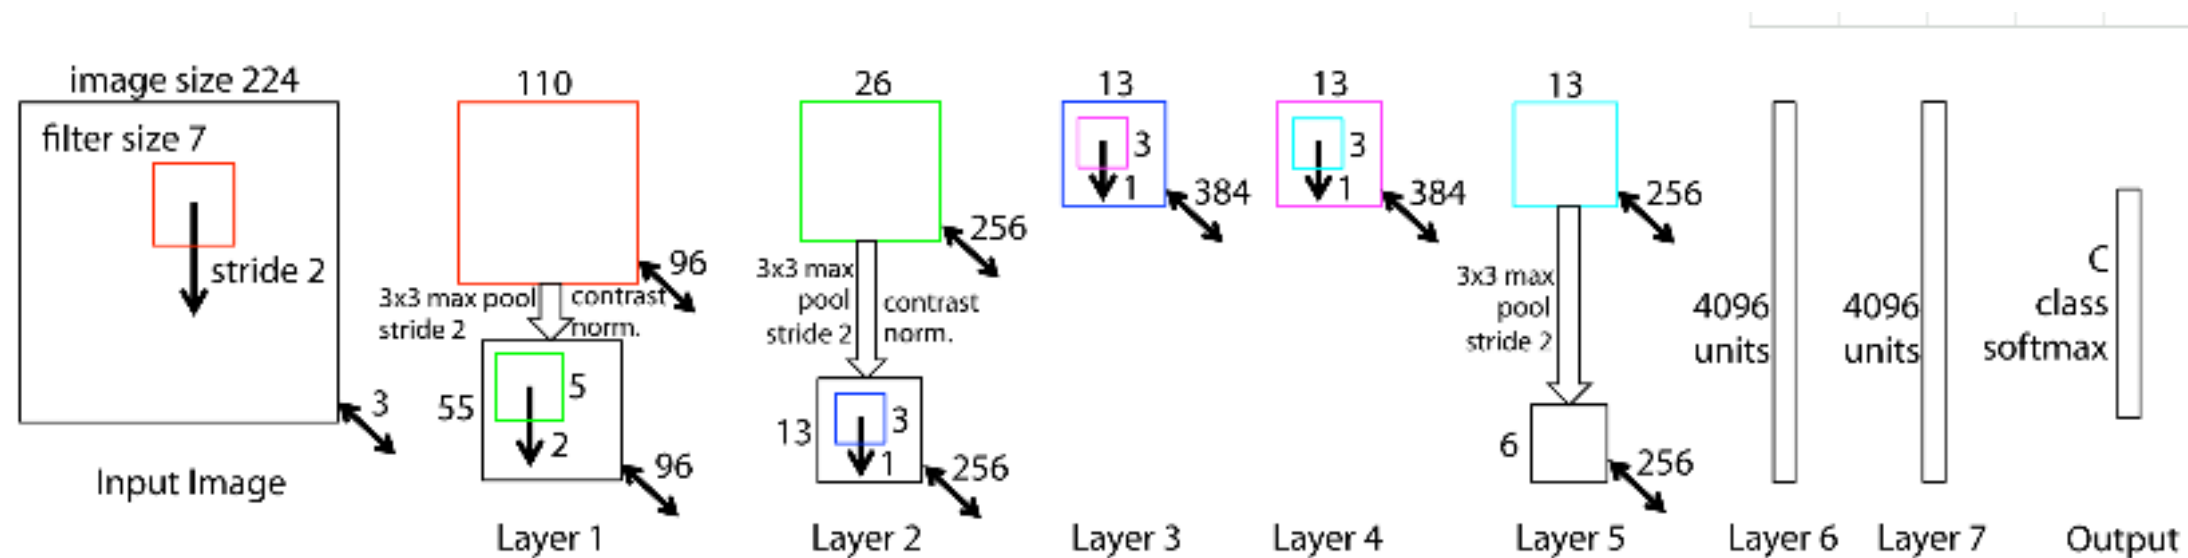 image size 224
filter size 7
stride 2
3
Input Image
110
96
3x3 max pool
stride 2
contrast
norm.
55
5
2
96
Layer 1
26
256
3x3 max
pool
stride 2
contrast
norm.
13
3
1
256
Layer 2
13
3
1
384
Layer 3
13
3
1
384
Layer 4
13
256
3x3 max
pool
stride 2
6
256
Layer 5
4096
units
Layer 6
4096
units
Layer 7
C
class
softmax
Output